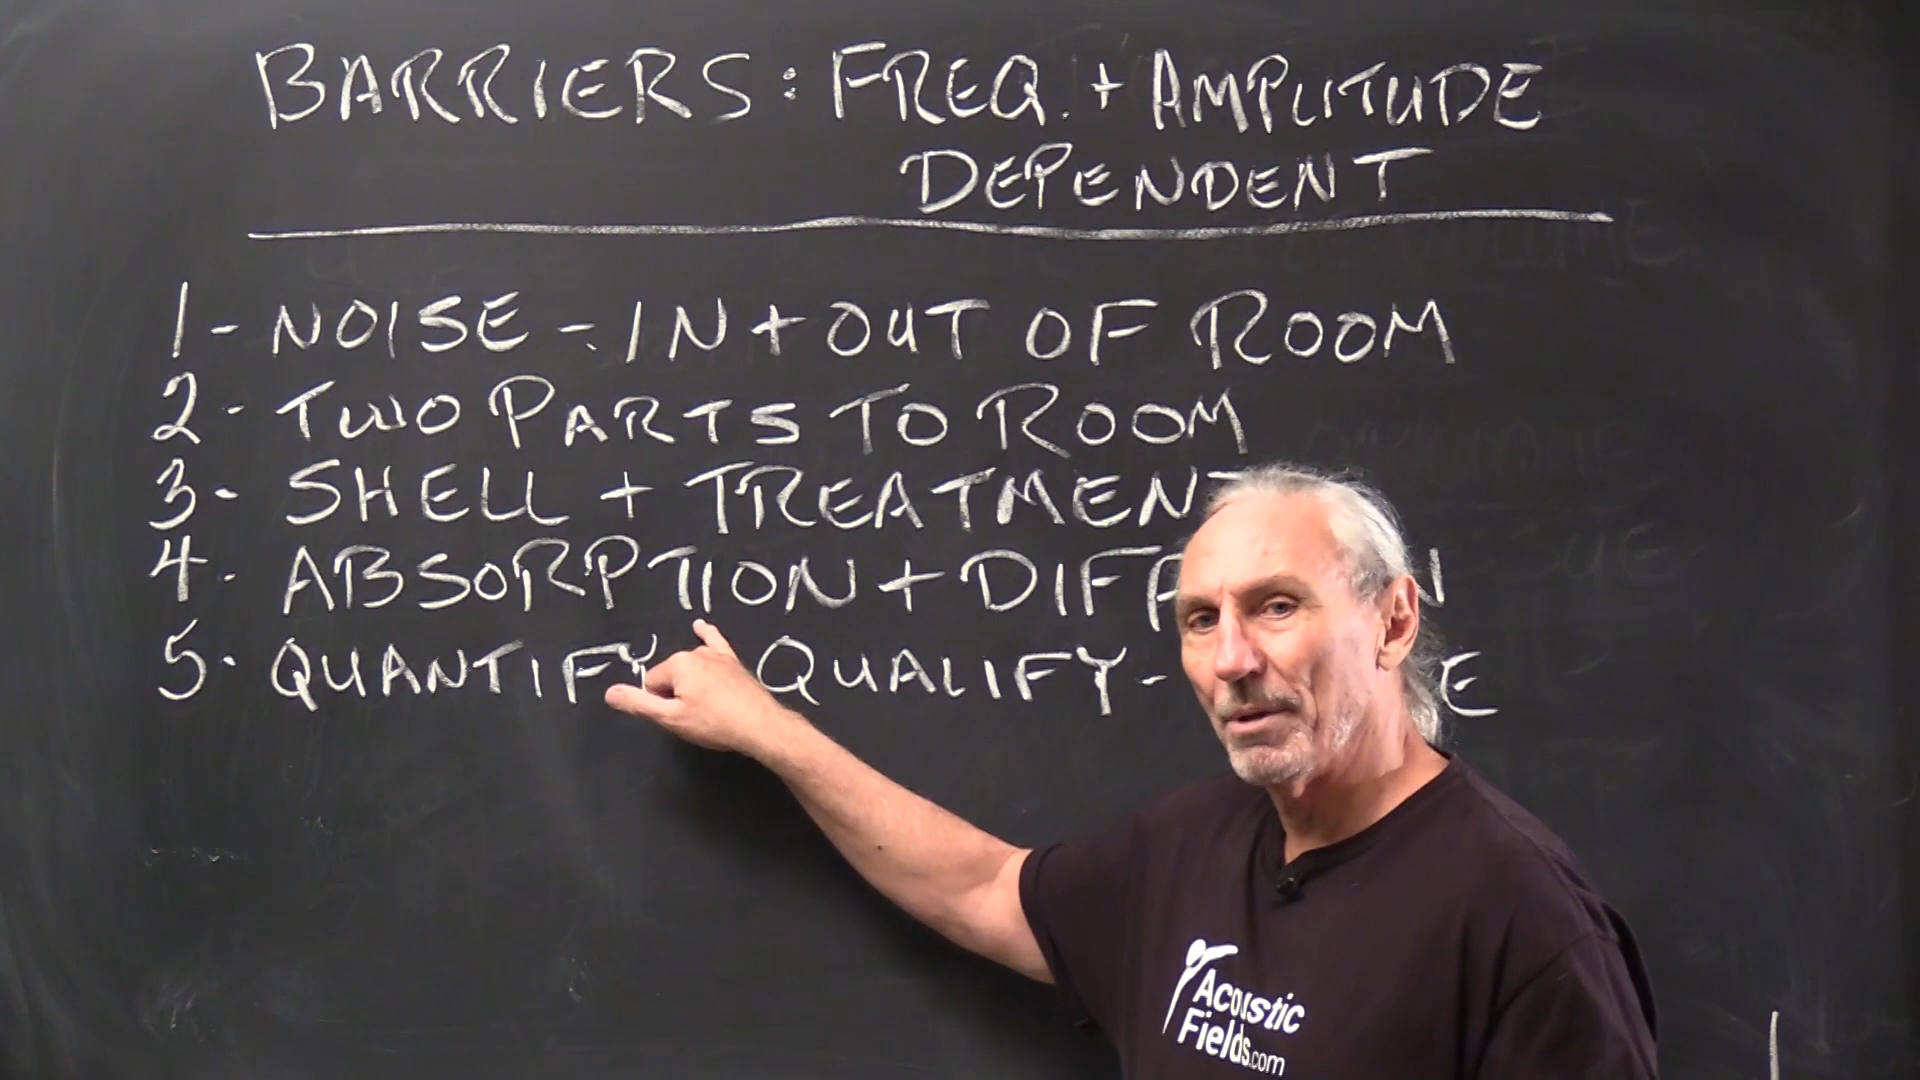 BARRIERS: FREQ. + AMPLITUDE
DEPENDENT
1- NOISE - IN + OUT OF ROOM
2- TWO PARTS TO ROOM
3- SHELL + TREATMENT
4- ABSORPTION +
5- QUANTIFY QUALIFY-
Acoustic
Fields.com